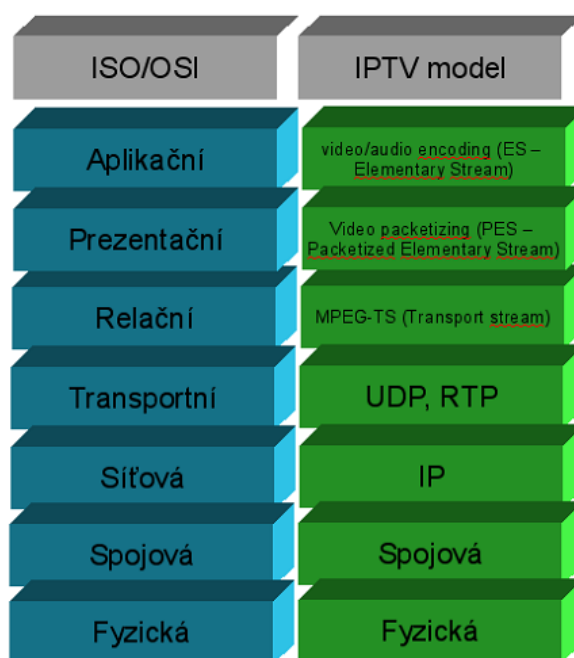 ISO/OSI
IPTV model
Aplikační
video/audio encoding (ES –
Elementary Stream)
Prezentační
Video packetizing (PES –
Packetized Elementary Stream)
Relační
MPEG-TS (Transport stream)
Transportní
UDP, RTP
Síťová
IP
Spojová
Spojová
Fyzická
Fyzická